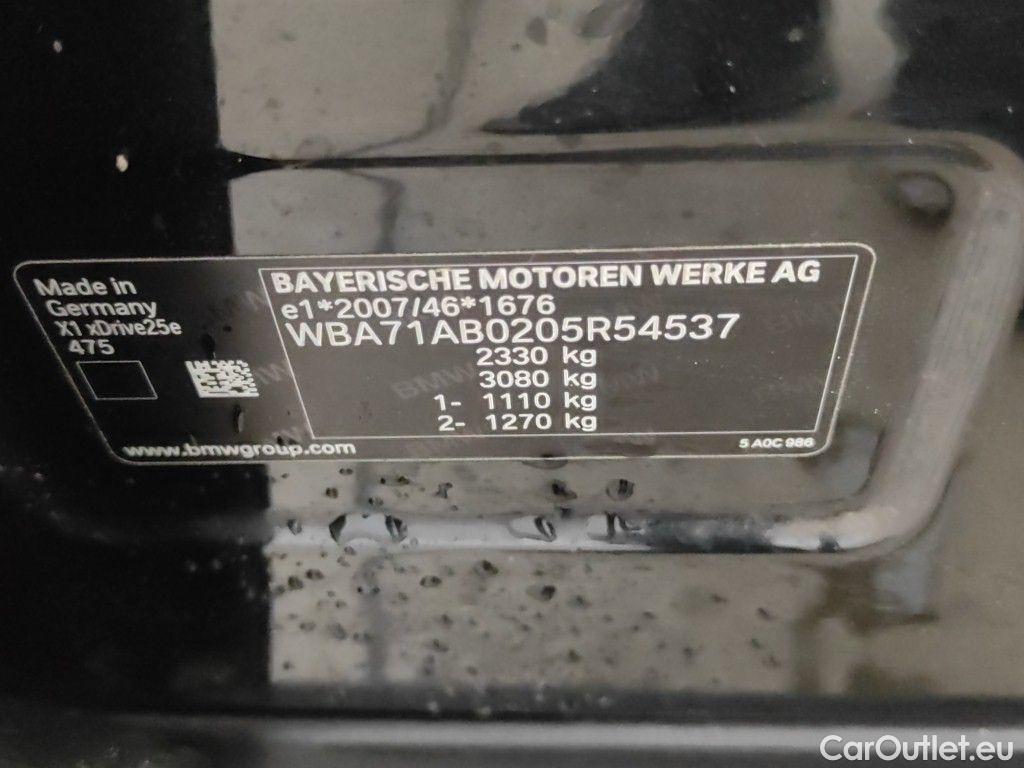 Made in
Germany
X1 xDrive25e
475
BAYERISCHE MOTOREN WERKE AG
e1*2007/46*1676
WBA71AB0205R54537
2330 kg
3080 kg
1- 1110 kg
2- 1270 kg
www.bmwgroup.com
5 A0C 986
CarOutlet.eu